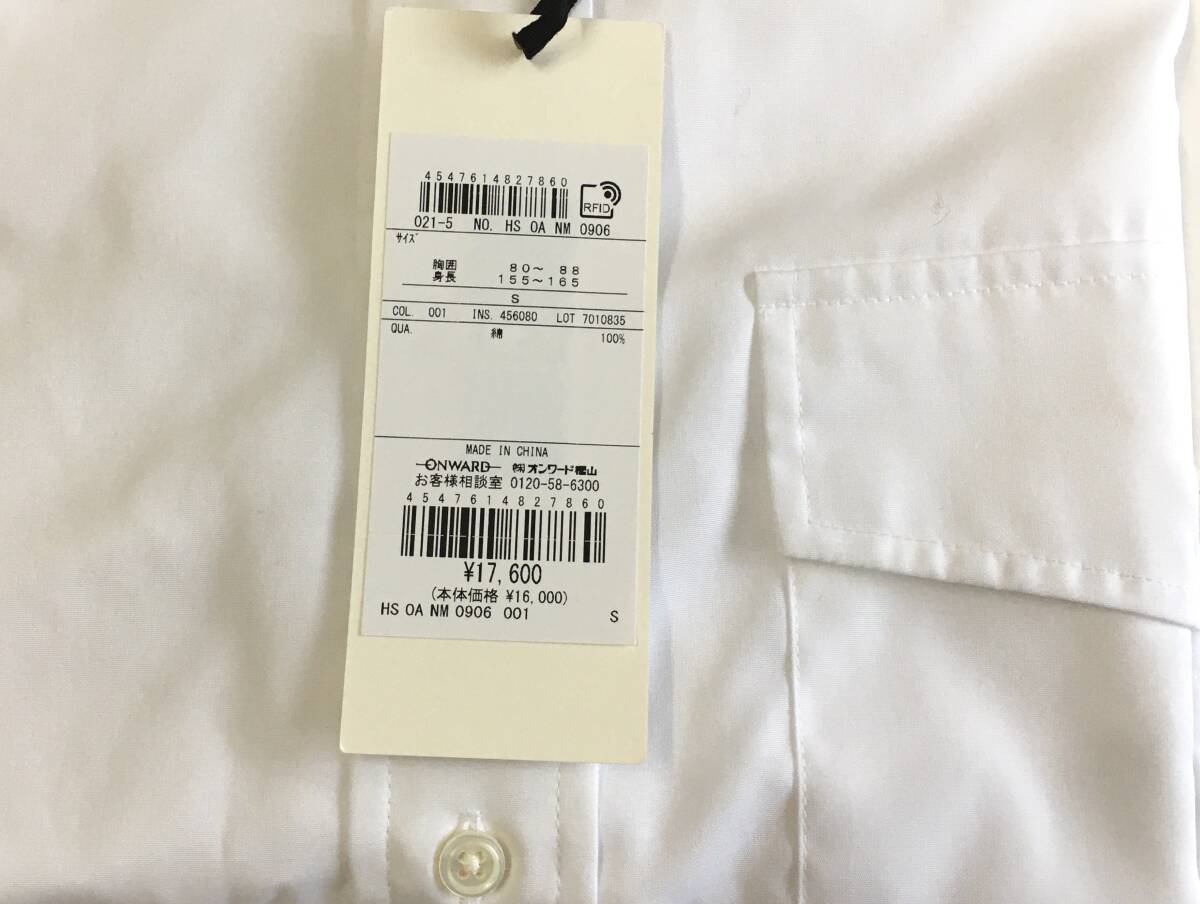 4547614827860
RFID
021-5 NO. HS OA NM 0906
ｻｲｽﾞ
胸囲 80～ 88
身長 155～165
S
COL. 001 INS. 456080 LOT 7010835
QUA. 綿 100%
MADE IN CHINA
ONWARD ㈱オンワード樫山
お客様相談室 0120-58-6300
4547614827860
¥17,600
(本体価格 ¥16,000)
HS OA NM 0906 001 S